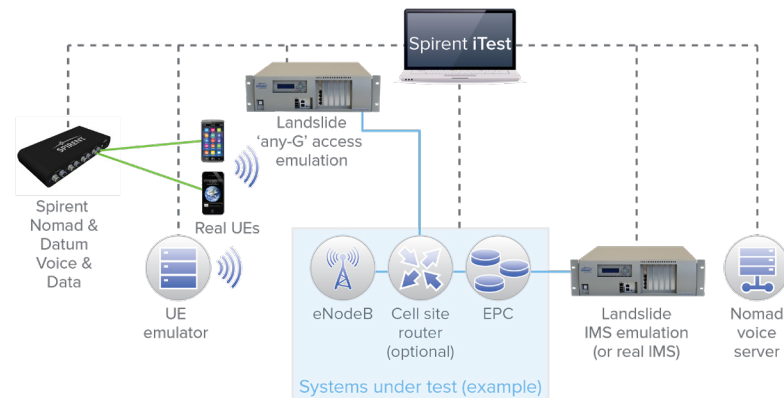 Spirent iTest
SPIRENT
Landslide
‘any-G’ access
emulation
Spirent
Nomad &
Datum
Voice &
Data
Real UEs
UE
emulator
eNodeB
Cell site
router
(optional)
EPC
Landslide
IMS emulation
(or real IMS)
Nomad
voice
server
Systems under test (example)